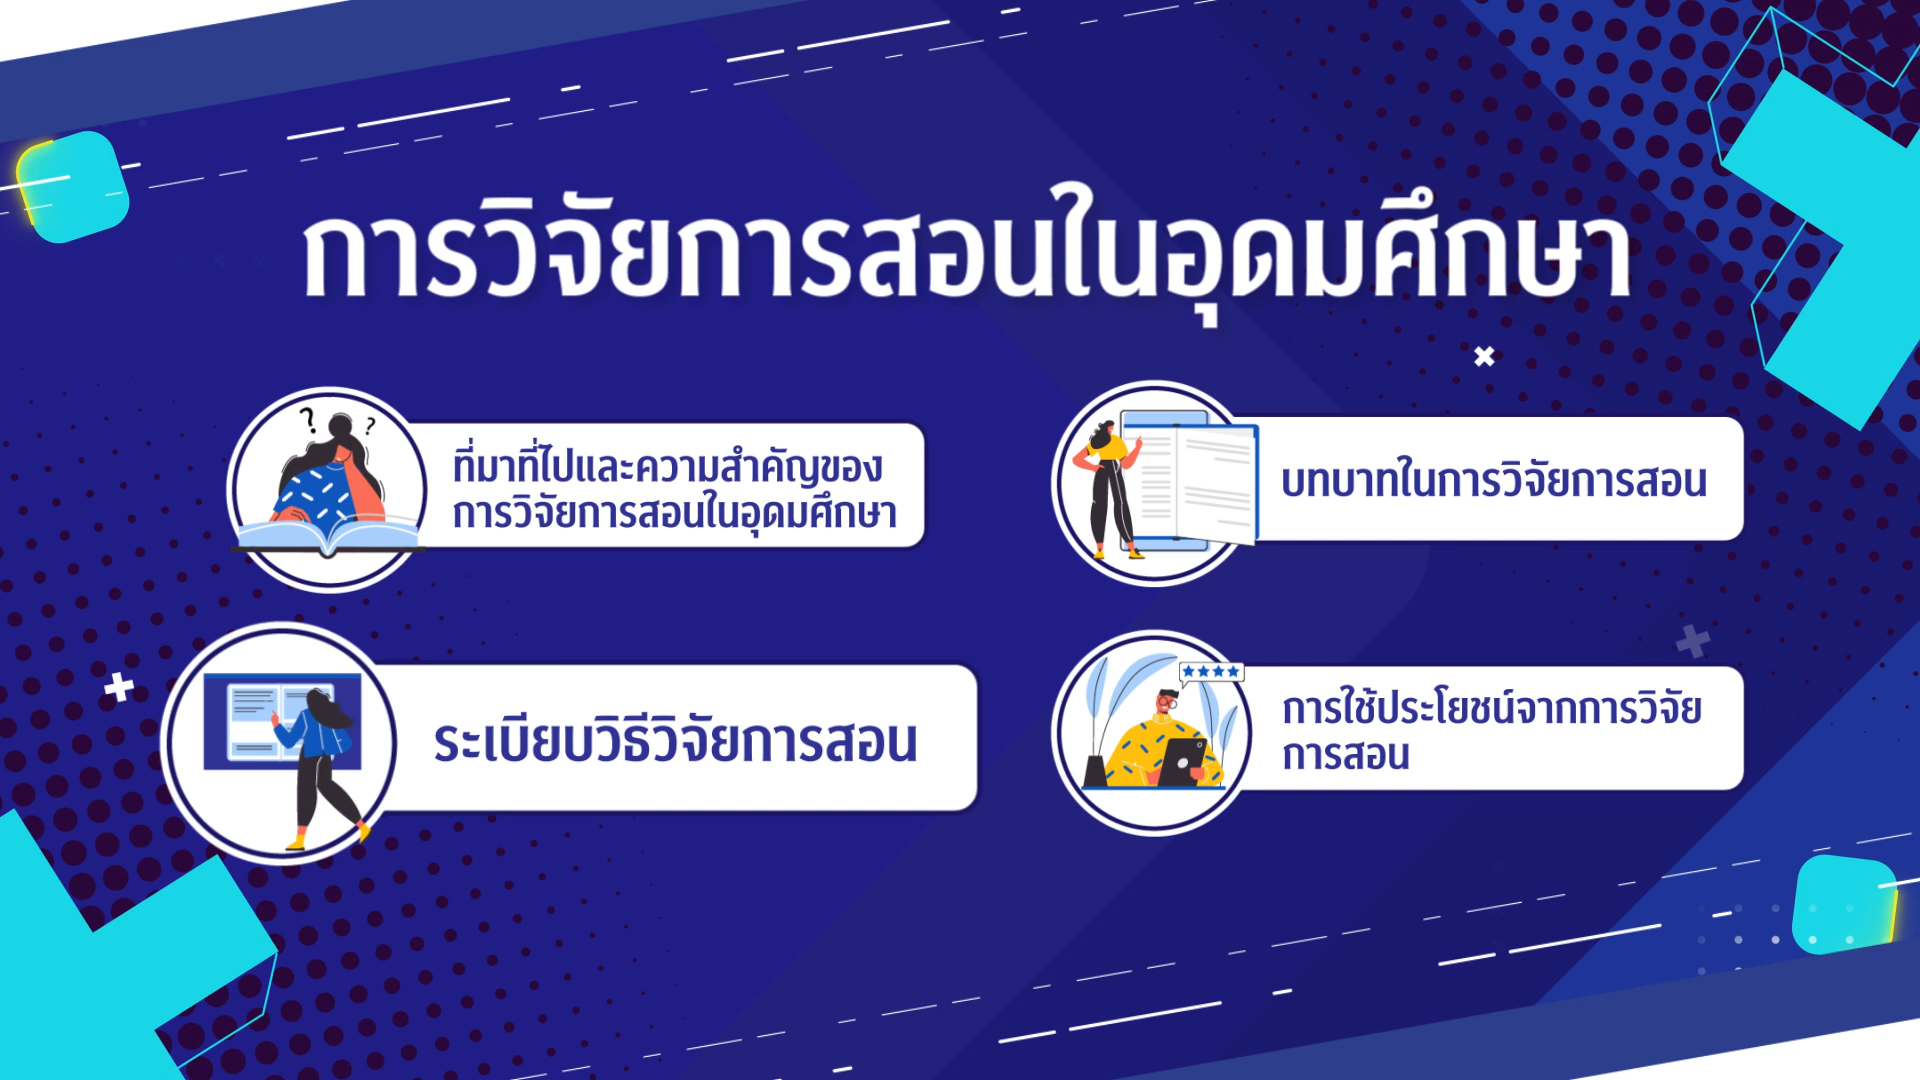 การวิจัยการสอนในอุดมศึกษา
ที่มาที่ไปและความสำคัญของ
การวิจัยการสอนในอุดมศึกษา
บทบาทในการวิจัยการสอน
ระเบียบวิธีวิจัยการสอน
การใช้ประโยชน์จากการวิจัย
การสอน